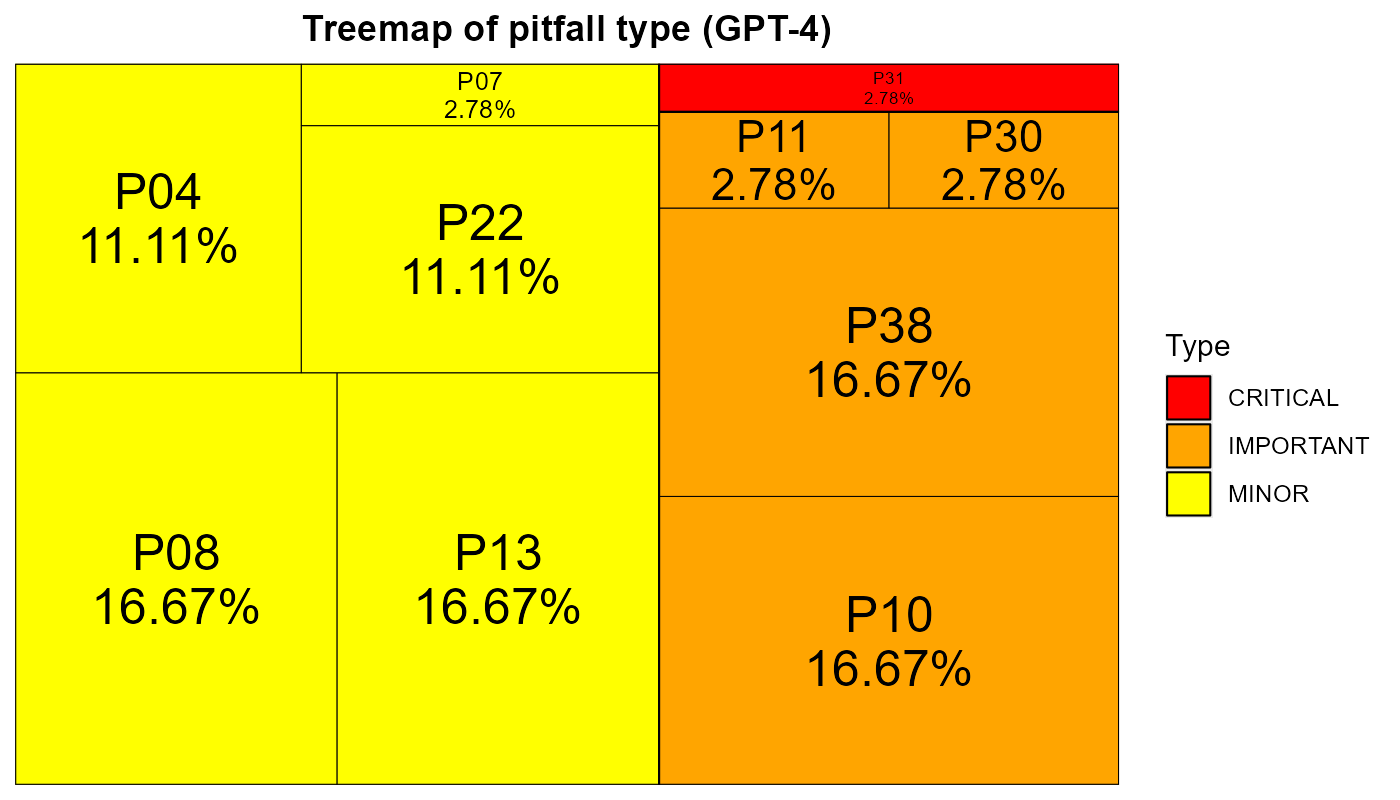 Treemap of pitfall type (GPT-4)
P04
11.11%
P07
2.78%
P22
11.11%
P08
16.67%
P13
16.67%
P31
2.78%
P11
2.78%
P30
2.78%
P38
16.67%
P10
16.67%
Type
CRITICAL
IMPORTANT
MINOR